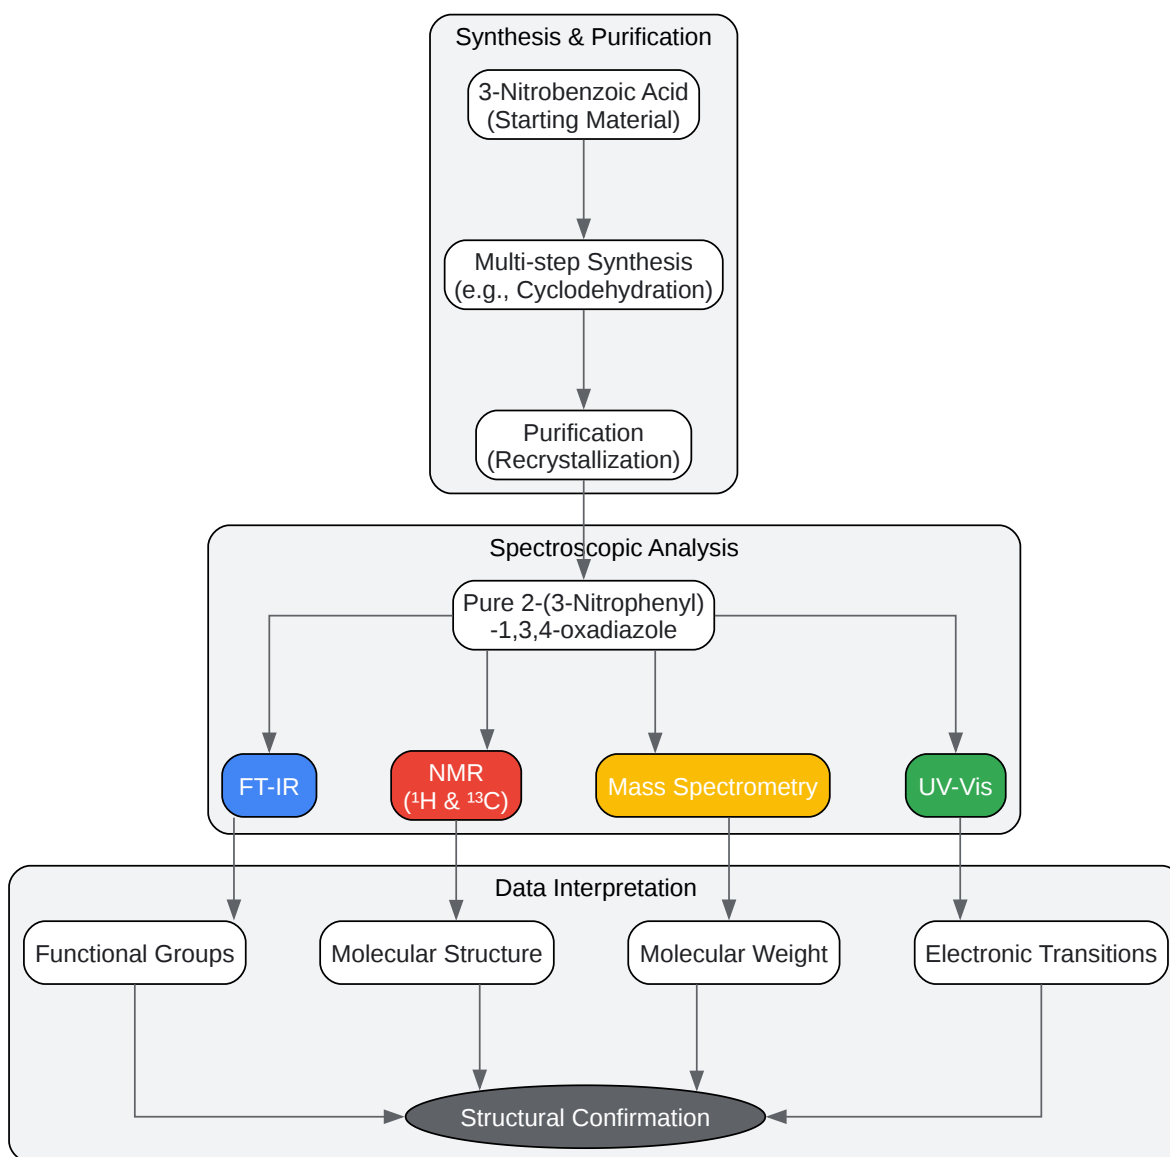 Synthesis & Purification
3-Nitrobenzoic Acid
(Starting Material)
Multi-step Synthesis
(e.g., Cyclodehydration)
Purification
(Recrystallization)
Spectroscopic Analysis
Pure 2-(3-Nitrophenyl)
-1,3,4-oxadiazole
FT-IR
NMR
(¹H & ¹³C)
Mass Spectrometry
UV-Vis
Data Interpretation
Functional Groups
Molecular Structure
Molecular Weight
Electronic Transitions
Structural Confirmation